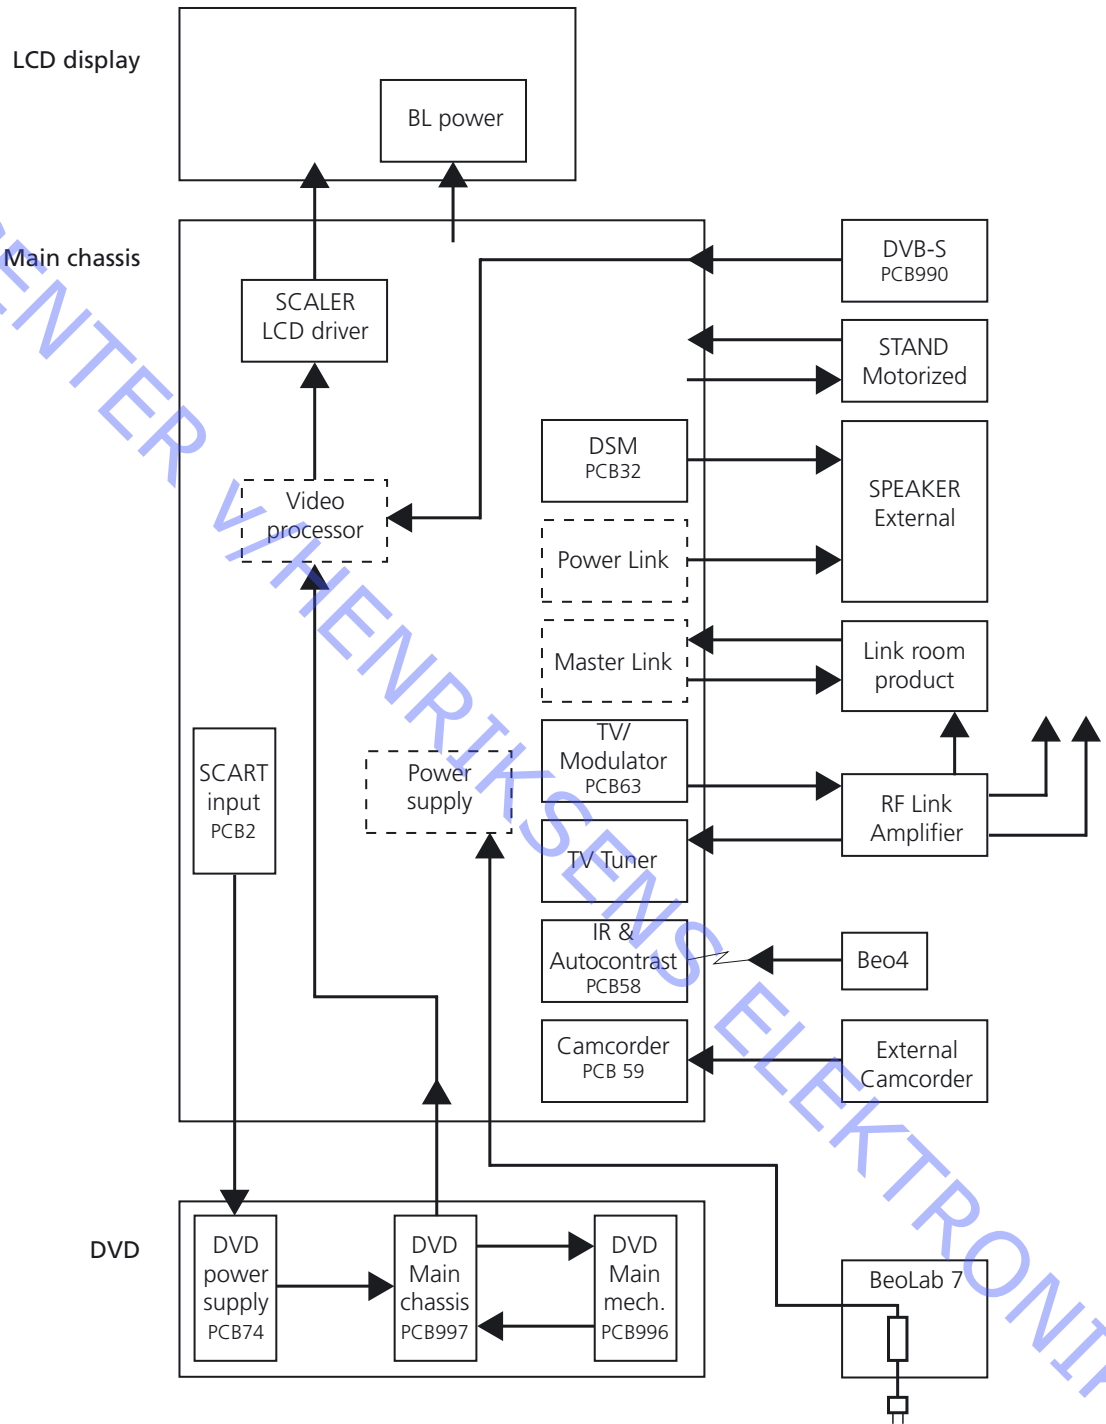 LCD display
BL power
Main chassis
DVB-S
PCB990
SCALER
LCD driver
STAND
Motorized
DSM
PCB32
SPEAKER
External
Video
processor
Power Link
Master Link
Link room
product
SCART
input
PCB2
Power
supply
TV/
Modulator
PCB63
RF Link
Amplifier
TV Tuner
IR &
Autocontrast
PCB58
Beo4
Camcorder
PCB 59
External
Camcorder
DVD
DVD
power
supply
PCB74
DVD
Main
chassis
PCB997
DVD
Main
mech.
PCB996
BeoLab 7
ENTER v/HENRIKSENS ELEKTRONIK